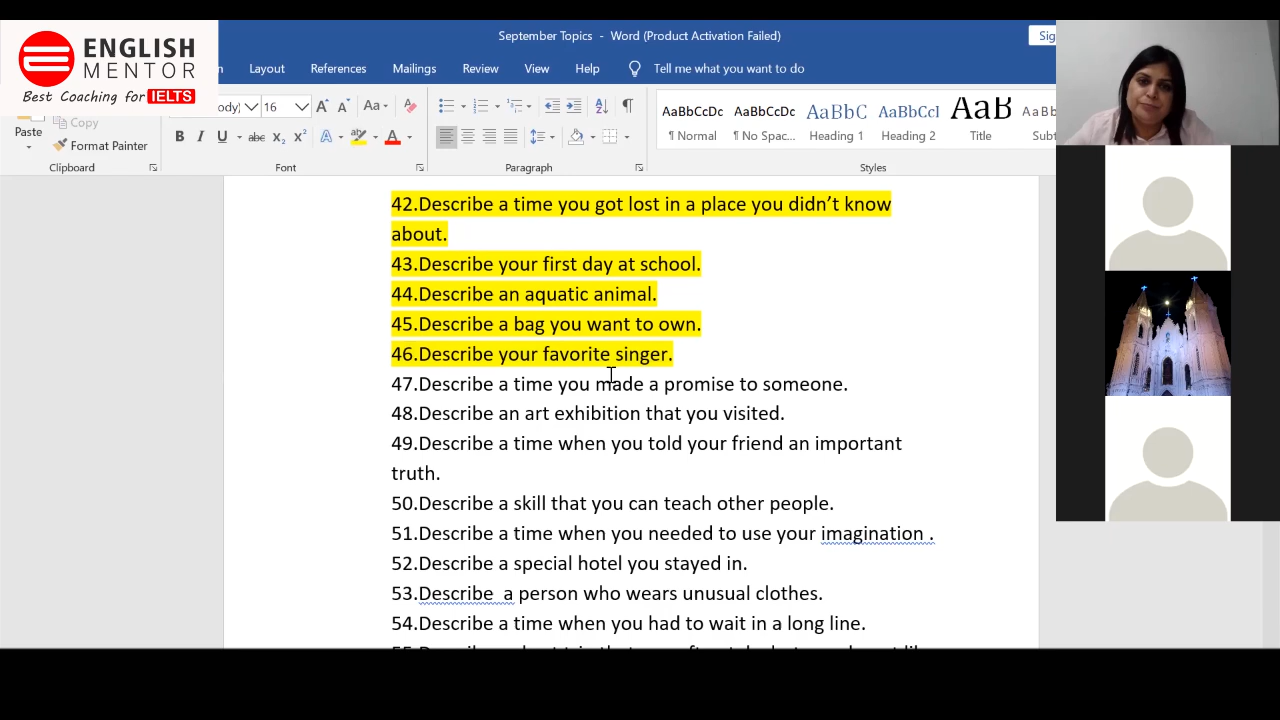 ENGLISH
MENTOR
Best Coaching for IELTS
September Topics - Word (Product Activation Failed)
Sig
Layout References Mailings Review View Help Tell me what you want to do
16 Aa
Paste
Copy
Format Painter
B I U abc X₂ X² A ab A
Clipboard Font Paragraph Styles
AaBbCcDc AaBbCcDc AaBbC AaBbCcI AaB AaB
¶ Normal ¶ No Spac... Heading 1 Heading 2 Title Subt
42.Describe a time you got lost in a place you didn’t know
about.
43.Describe your first day at school.
44.Describe an aquatic animal.
45.Describe a bag you want to own.
46.Describe your favorite singer.
47.Describe a time you made a promise to someone.
48.Describe an art exhibition that you visited.
49.Describe a time when you told your friend an important
truth.
50.Describe a skill that you can teach other people.
51.Describe a time when you needed to use your imagination .
52.Describe a special hotel you stayed in.
53.Describe  a person who wears unusual clothes.
54.Describe a time when you had to wait in a long line.